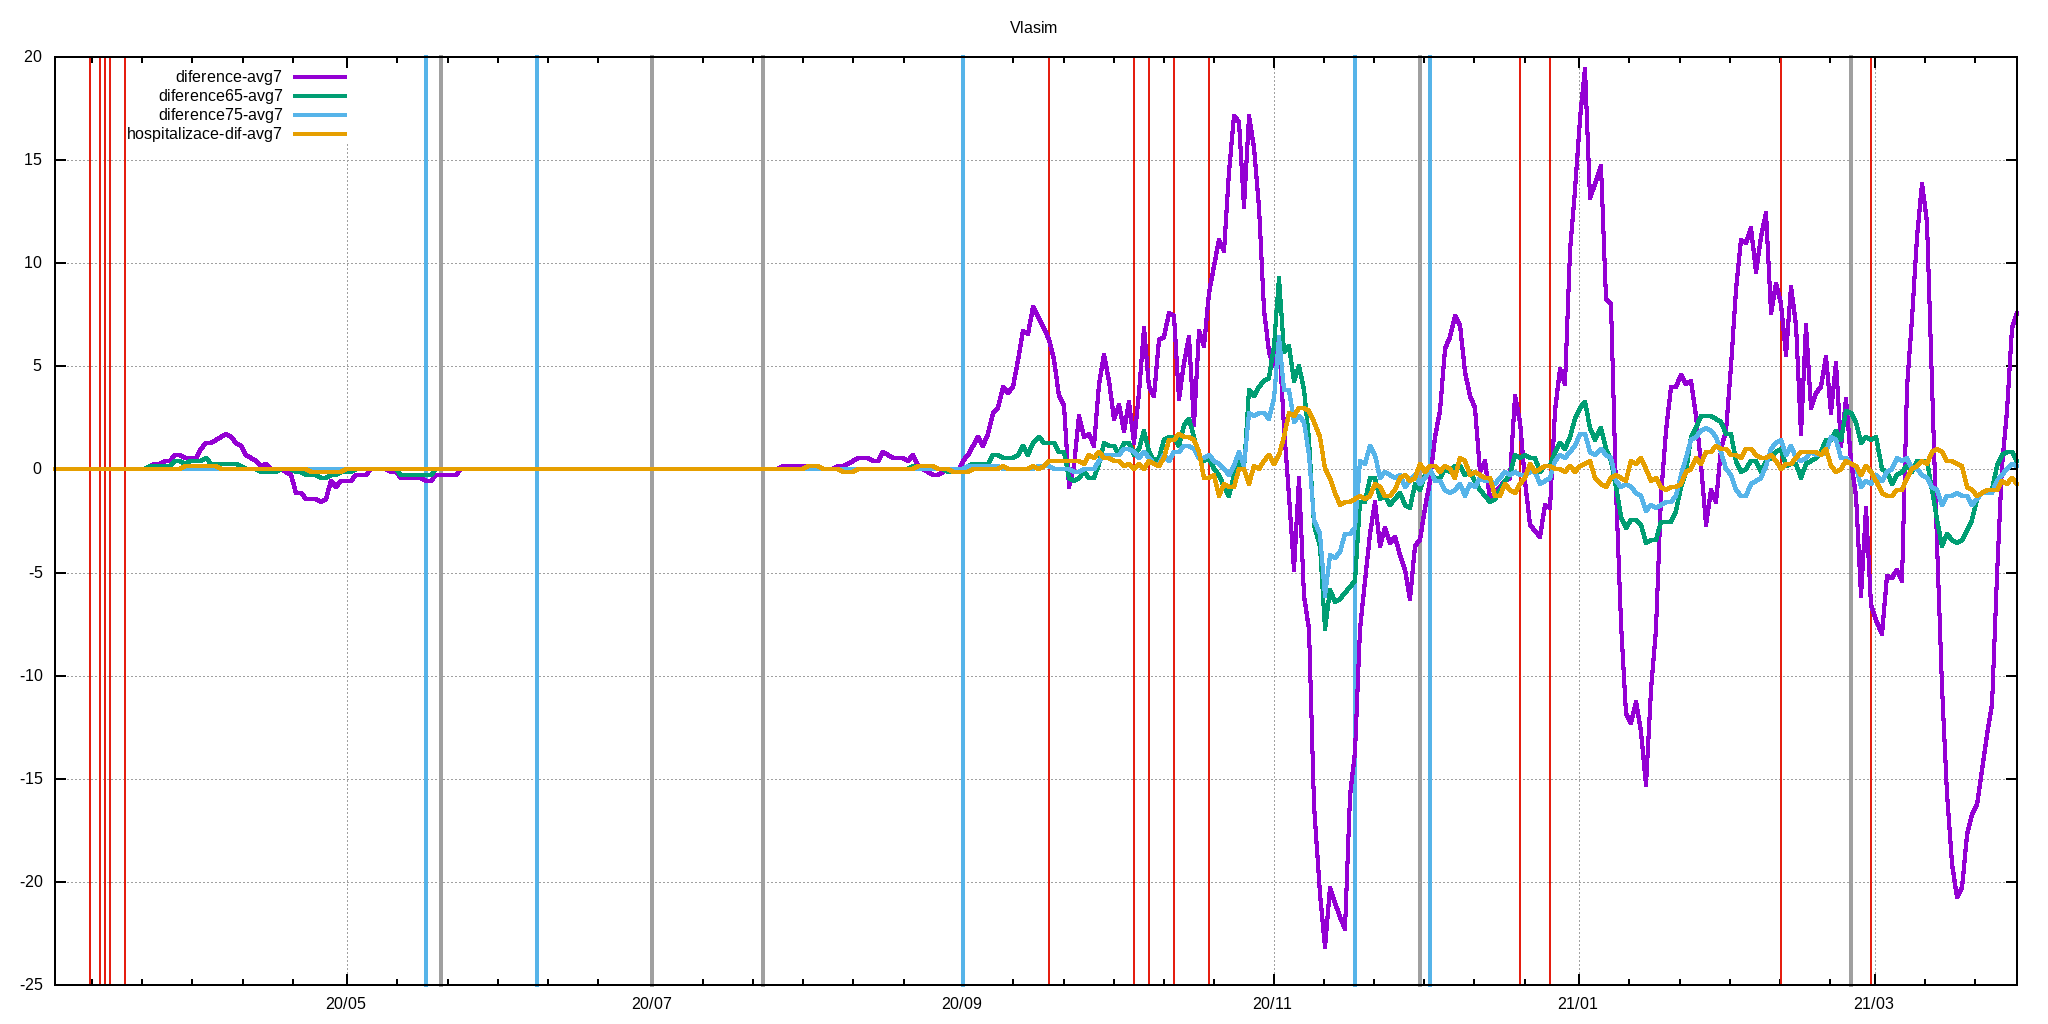 Vlasim
diference-avg7
diference65-avg7
diference75-avg7
hospitalizace-dif-avg7
20
15
10
5
0
-5
-10
-15
-20
-25
20/05 20/07 20/09 20/11 21/01 21/03